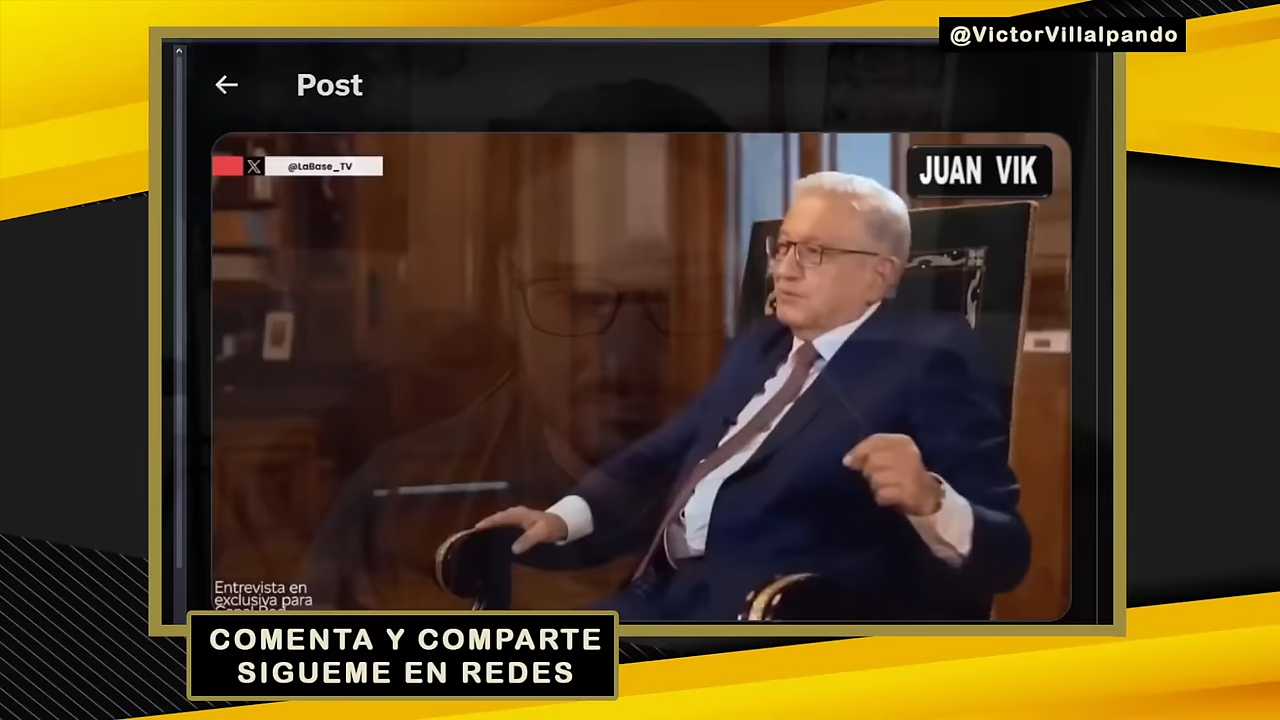 @VictorVillalpando
Post
@LaBase_TV
JUAN VIK
Entrevista en
exclusiva para
COMENTA Y COMPARTE
SIGUEME EN REDES